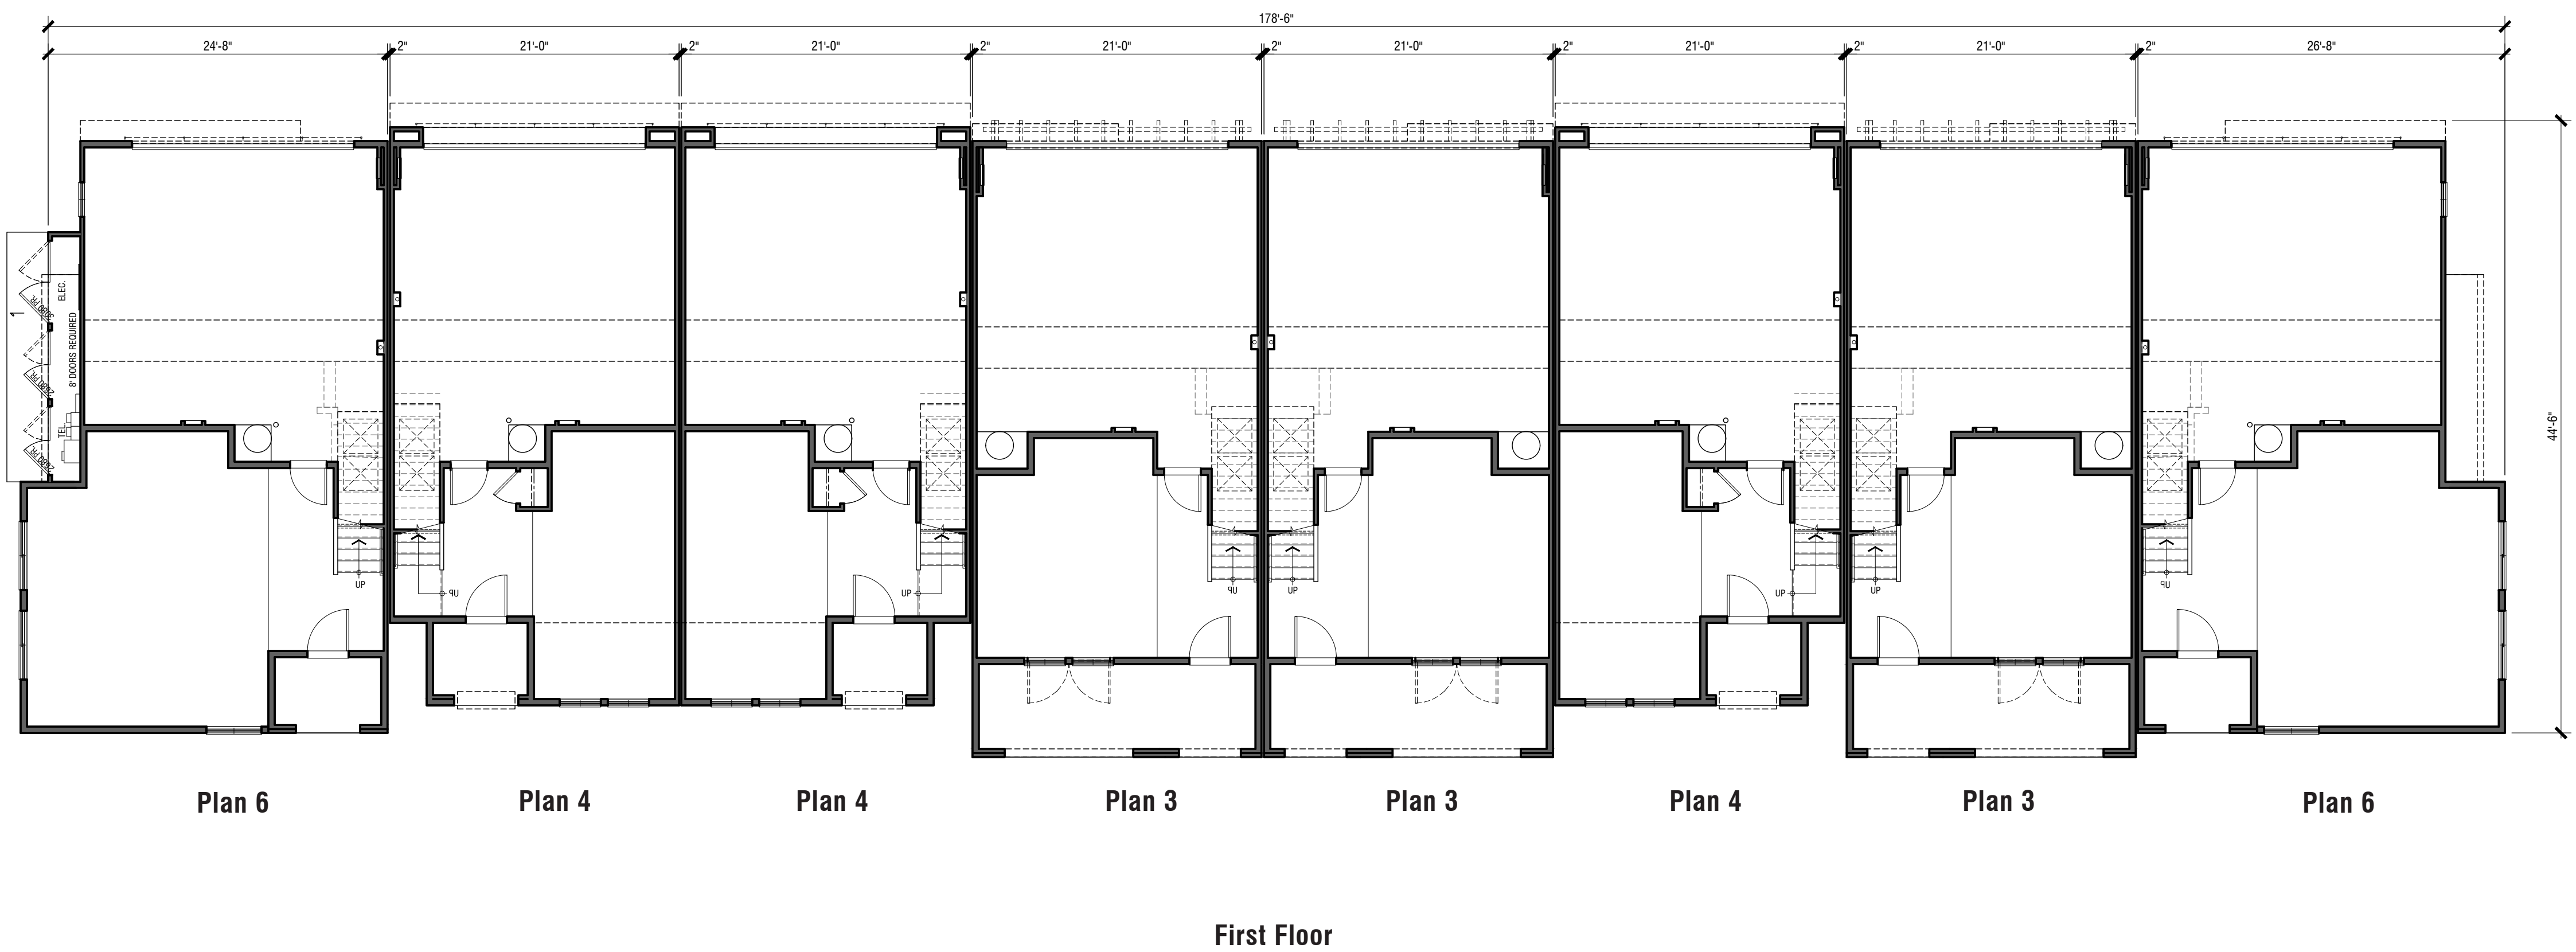 178'-6"
24'-8" 2" 21'-0" 2" 21'-0" 2" 21'-0" 2" 21'-0" 2" 21'-0" 2" 21'-0" 2" 26'-8"
44'-6"
1
ELEC.
8' DOORS REQUIRED
TEL.
2680 PR.
UP
UP
UP
UP
UP
UP
UP
UP
Plan 6 Plan 4 Plan 4 Plan 3 Plan 3 Plan 4 Plan 3 Plan 6
First Floor